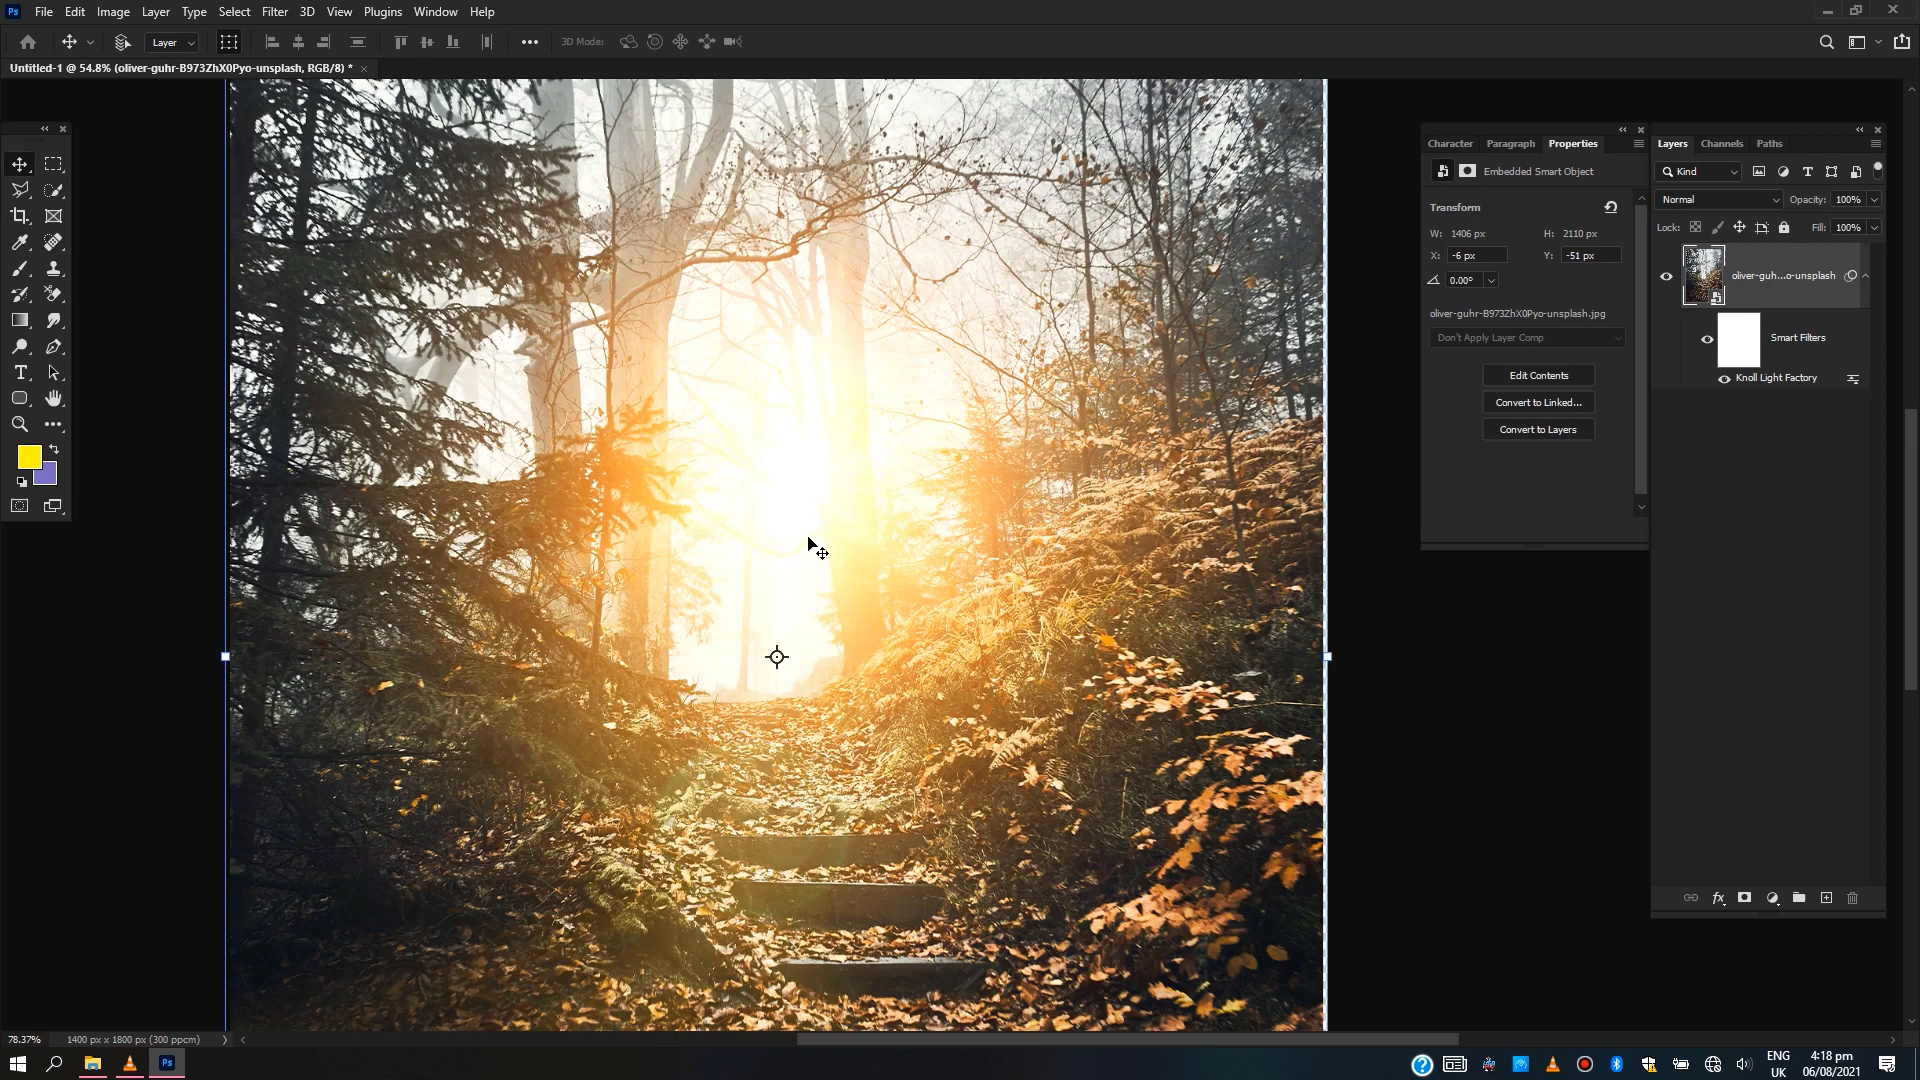 Ps File Edit Image Layer Type Select Filter 3D View Plugins Window Help
Layer 3D Mode:
Untitled-1 @ 54.8% (oliver-guhr-B973ZhX0Pyo-unsplash, RGB/8) *
Character Paragraph Properties
Embedded Smart Object
Transform
W: 1406 px H: 2110 px
X: -6 px Y: -51 px
0.00°
oliver-guhr-B973ZhX0Pyo-unsplash.jpg
Don't Apply Layer Comp
Edit Contents
Convert to Linked...
Convert to Layers
Layers Channels Paths
Kind
Normal Opacity: 100%
Lock: Fill: 100%
oliver-guh...o-unsplash
Smart Filters
Knoll Light Factory
fx
78.37% 1400 px x 1800 px (300 ppcm)
Ps
ENG
UK
4:18 pm
06/08/2021